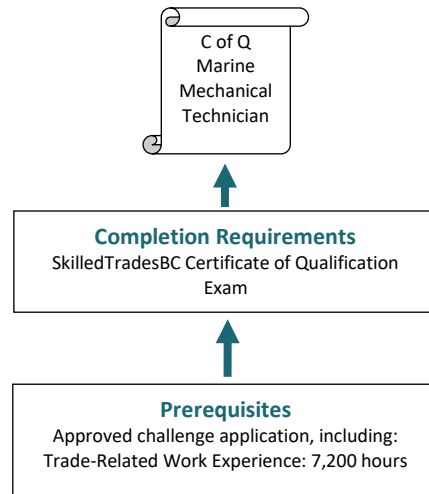 C of Q
Marine
Mechanical
Technician
Completion Requirements
SkilledTradesBC Certificate of Qualification
Exam
Prerequisites
Approved challenge application, including:
Trade-Related Work Experience: 7,200 hours